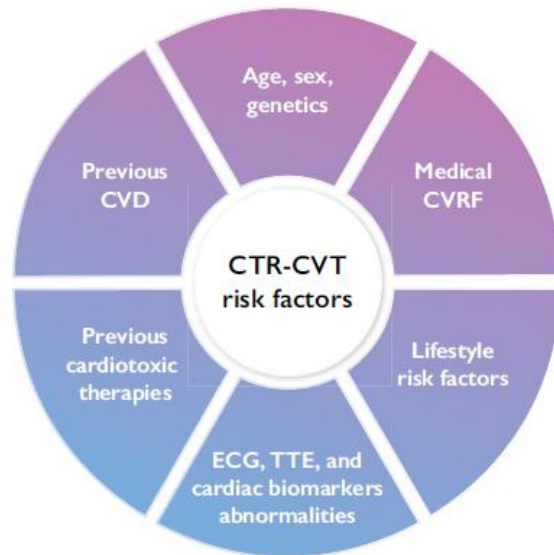 Age, sex,
genetics
Previous
CVD
Medical
CVRF
CTR-CVT
risk factors
Previous
cardiotoxic
therapies
Lifestyle
risk factors
ECG, TTE, and
cardiac biomarkers
abnormalities